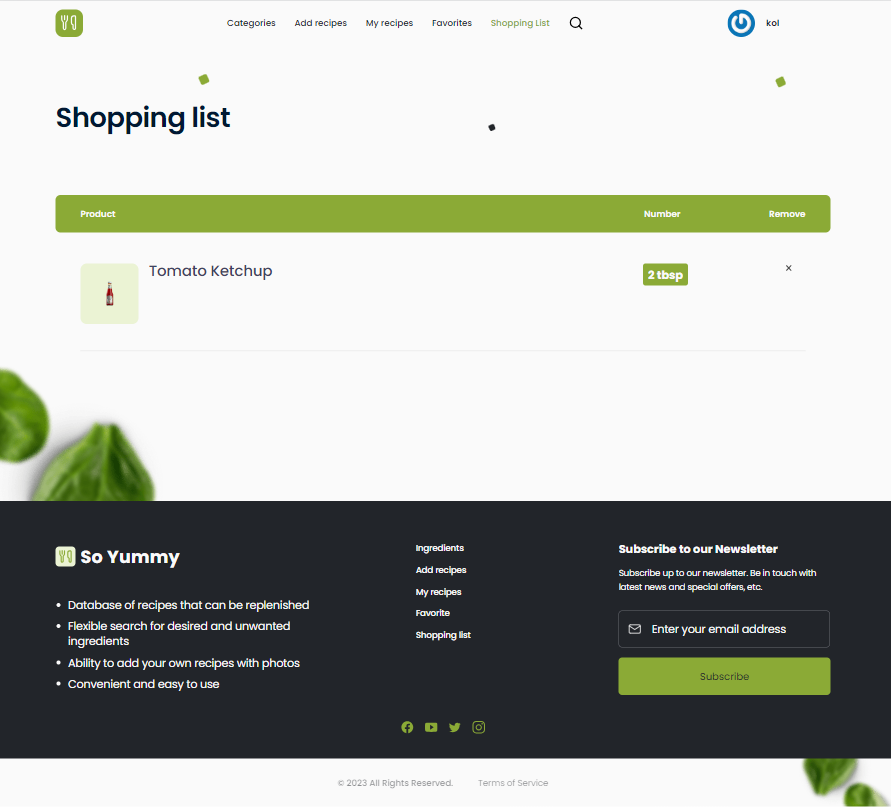 Categories Add recipes My recipes Favorites Shopping List kol
Shopping list
Product Number Remove
Tomato Ketchup 2 tbsp x
So Yummy
• Database of recipes that can be replenished
• Flexible search for desired and unwanted
ingredients
• Ability to add your own recipes with photos
• Convenient and easy to use
Ingredients
Add recipes
My recipes
Favorite
Shopping list
Subscribe to our Newsletter
Subscribe up to our newsletter. Be in touch with
latest news and special offers, etc.
Enter your email address
Subscribe
© 2023 All Rights Reserved. Terms of Service